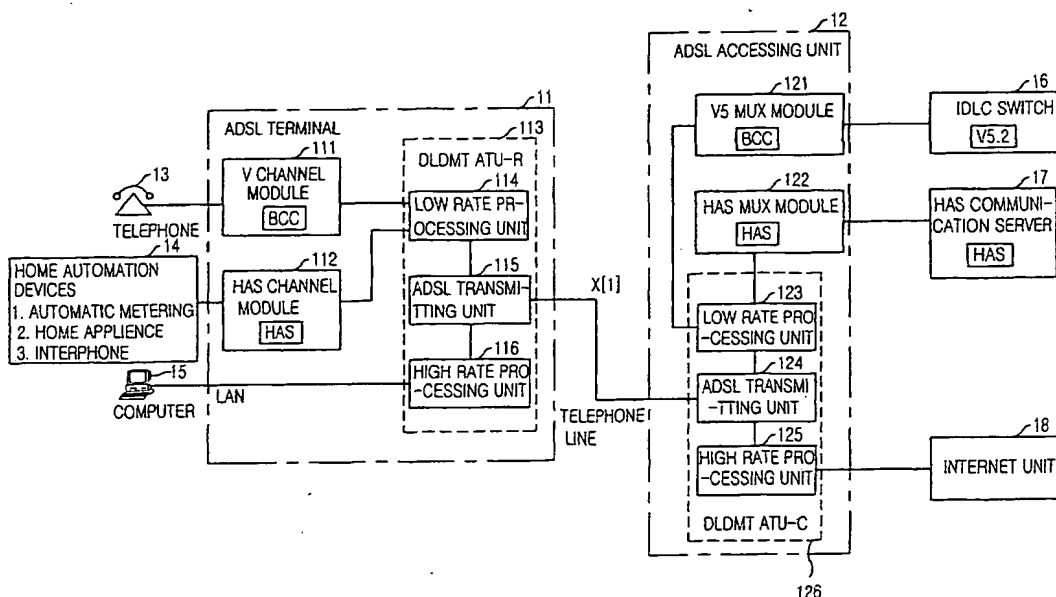 12
ADSL ACCESSING UNIT
121
V5 MUX MODULE
BCC
16
IDLC SWITCH
V5.2
11
ADSL TERMINAL
113
111
V CHANNEL
MODULE
BCC
DLDMT ATU-R
114
LOW RATE PR-
OCESSING UNIT
13
TELEPHONE
122
HAS MUX MODULE
HAS
17
HAS COMMUNI-
CATION SERVER
HAS
14
HOME AUTOMATION
DEVICES
1. AUTOMATIC METERING
2. HOME APPLIENCE
3. INTERPHONE
112
HAS CHANNEL
MODULE
HAS
115
ADSL TRANSMI-
TTING UNIT
X[1]
123
LOW RATE PRO
-CESSING UNIT
116
HIGH RATE PRO
-CESSING UNIT
124
ADSL TRANSMI
-TTING UNIT
15
COMPUTER
LAN
TELEPHONE
LINE
125
HIGH RATE PRO
-CESSING UNIT
18
INTERNET UNIT
DLDMT ATU-C
126